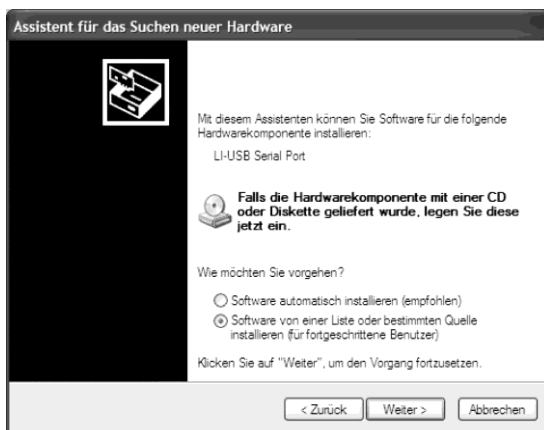 Assistent für das Suchen neuer Hardware
Mit diesem Assistenten können Sie Software für die folgende
Hardwarekomponente installieren:
LI-USB Serial Port
Falls die Hardwarekomponente mit einer CD
oder Diskette geliefert wurde, legen Sie diese
jetzt ein.
Wie möchten Sie vorgehen?
Software automatisch installieren (empfohlen)
Software von einer Liste oder bestimmten Quelle
installieren (für fortgeschrittene Benutzer)
Klicken Sie auf "Weiter", um den Vorgang fortzusetzen.
< Zurück Weiter > Abbrechen